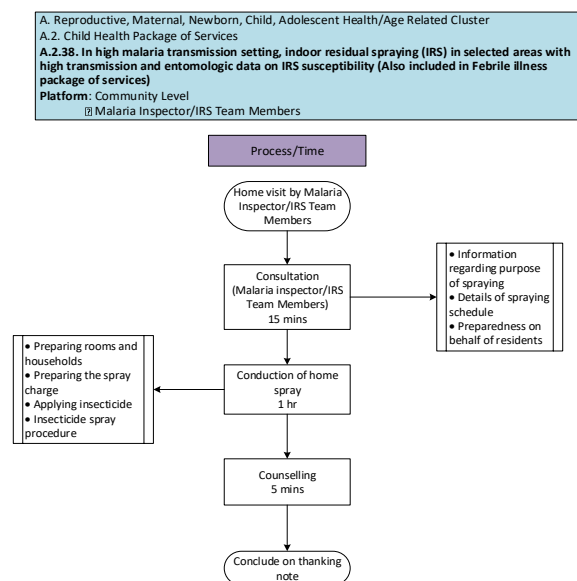 A. Reproductive, Maternal, Newborn, Child, Adolescent Health/Age Related Cluster
A.2. Child Health Package of Services
A.2.38. In high malaria transmission setting, indoor residual spraying (IRS) in selected areas with
high transmission and entomologic data on IRS susceptibility (Also included in Febrile illness
package of services)
Platform: Community Level
Malaria Inspector/IRS Team Members
Process/Time
Home visit by Malaria
Inspector/IRS Team
Members
Consultation
(Malaria inspector/IRS
Team Members)
15 mins
● Information
regarding purpose
of spraying
● Details of spraying
schedule
● Preparedness on
behalf of residents
● Preparing rooms and
households
● Preparing the spray
charge
● Applying insecticide
● Insecticide spray
procedure
Conduction of home
spray
1 hr
Counselling
5 mins
Conclude on thanking
note